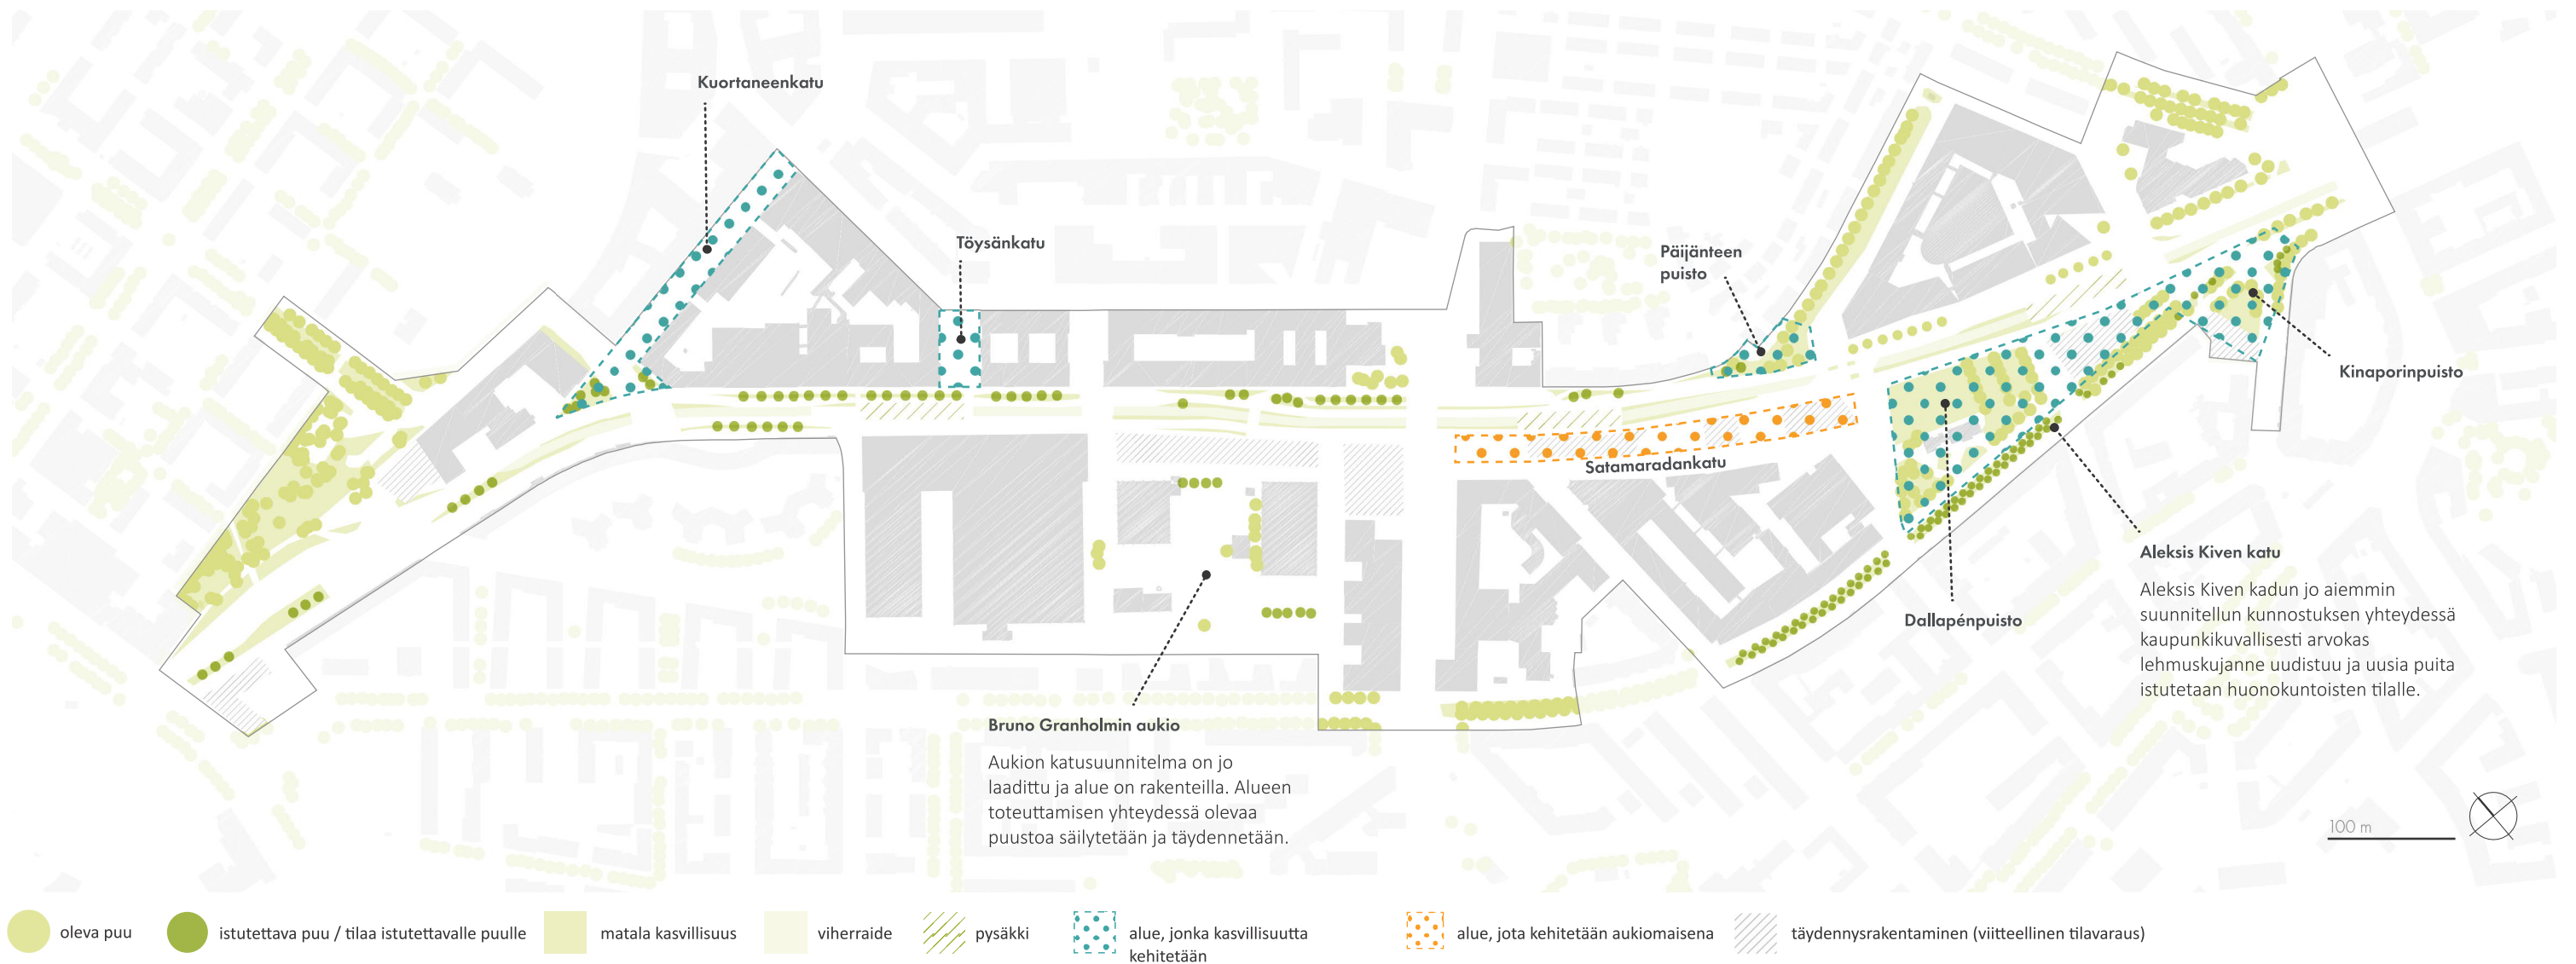 Kuortaneenkatu
Töysänkatu
Päijänteen
puisto
Kinaporinpuisto
Satamaradankatu
Aleksis Kiven katu
Aleksis Kiven kadun jo aiemmin
suunnitellun kunnostuksen yhteydessä
kaupunkikuvallisesti arvokas
lehmuskujanne uudistuu ja uusia puita
istutetaan huonokuntoisten tilalle.
Dallapénpuisto
Bruno Granholmin aukio
Aukion katusuunnitelma on jo
laadittu ja alue on rakenteilla. Alueen
toteuttamisen yhteydessä olevaa
puustoa säilytetään ja täydennetään.
100 m
oleva puu
istutettava puu / tilaa istutettavalle puulle
matala kasvillisuus
viherraide
pysäkki
alue, jonka kasvillisuutta
kehitetään
alue, jota kehitetään aukiomaisena
täydennysrakentaminen (viitteellinen tilavaraus)